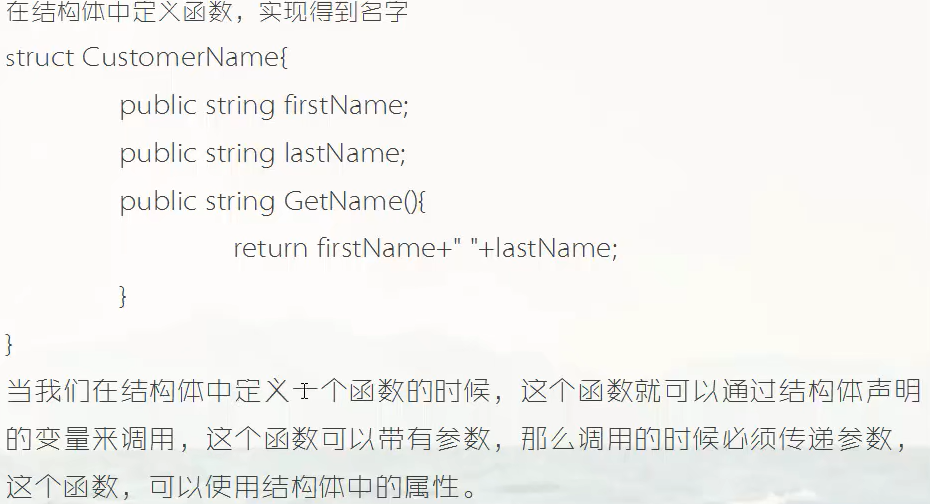 在结构体中定义函数，实现得到名字
struct CustomerName{
public string firstName;
public string lastName;
public string GetName(){
return firstName+" "+lastName;
}
}
当我们在结构体中定义一个函数的时候，这个函数就可以通过结构体声明
的变量来调用，这个函数可以带有参数，那么调用的时候必须传递参数，
这个函数，可以使用结构体中的属性。